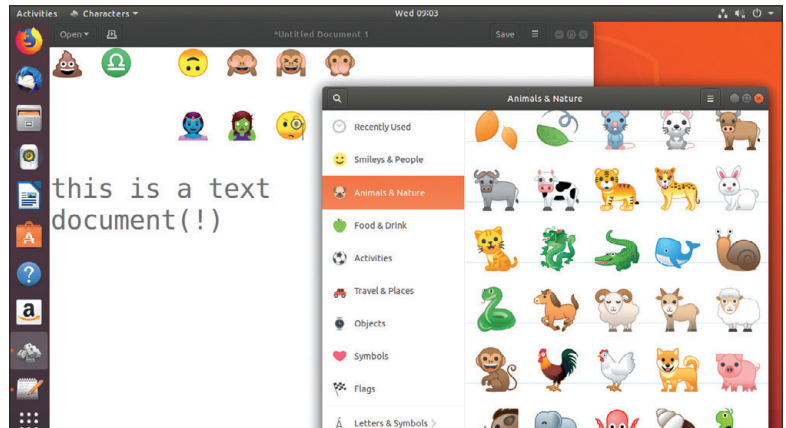 Activities Characters
Wed 09:03
Open
*Untitled Document 1
Save
this is a text
document(!)
Animals & Nature
Recently Used
Smileys & People
Animals & Nature
Food & Drink
Activities
Travel & Places
Objects
Symbols
Flags
Letters & Symbols